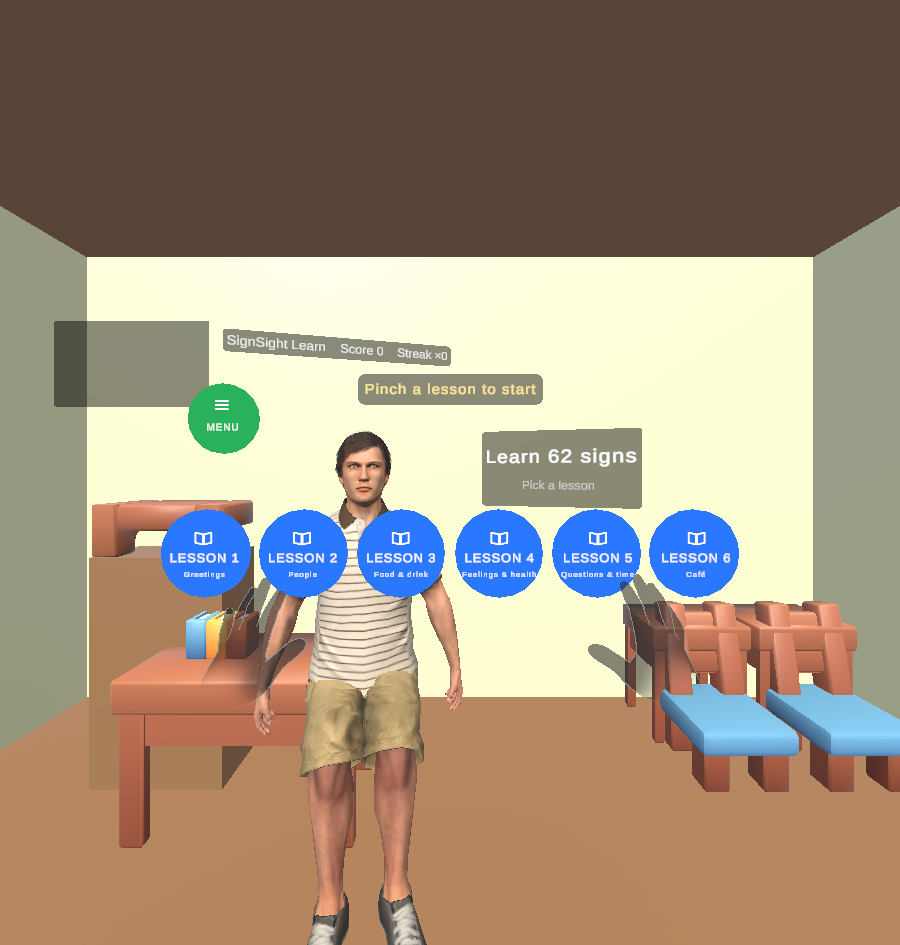 SignSight Learn Score 0 Streak ×0
Pinch a lesson to start
MENU
Learn 62 signs
Pick a lesson
LESSON 1
Greetings
LESSON 2
People
LESSON 3
Food & drink
LESSON 4
Feelings & health
LESSON 5
Questions & time
LESSON 6
Café